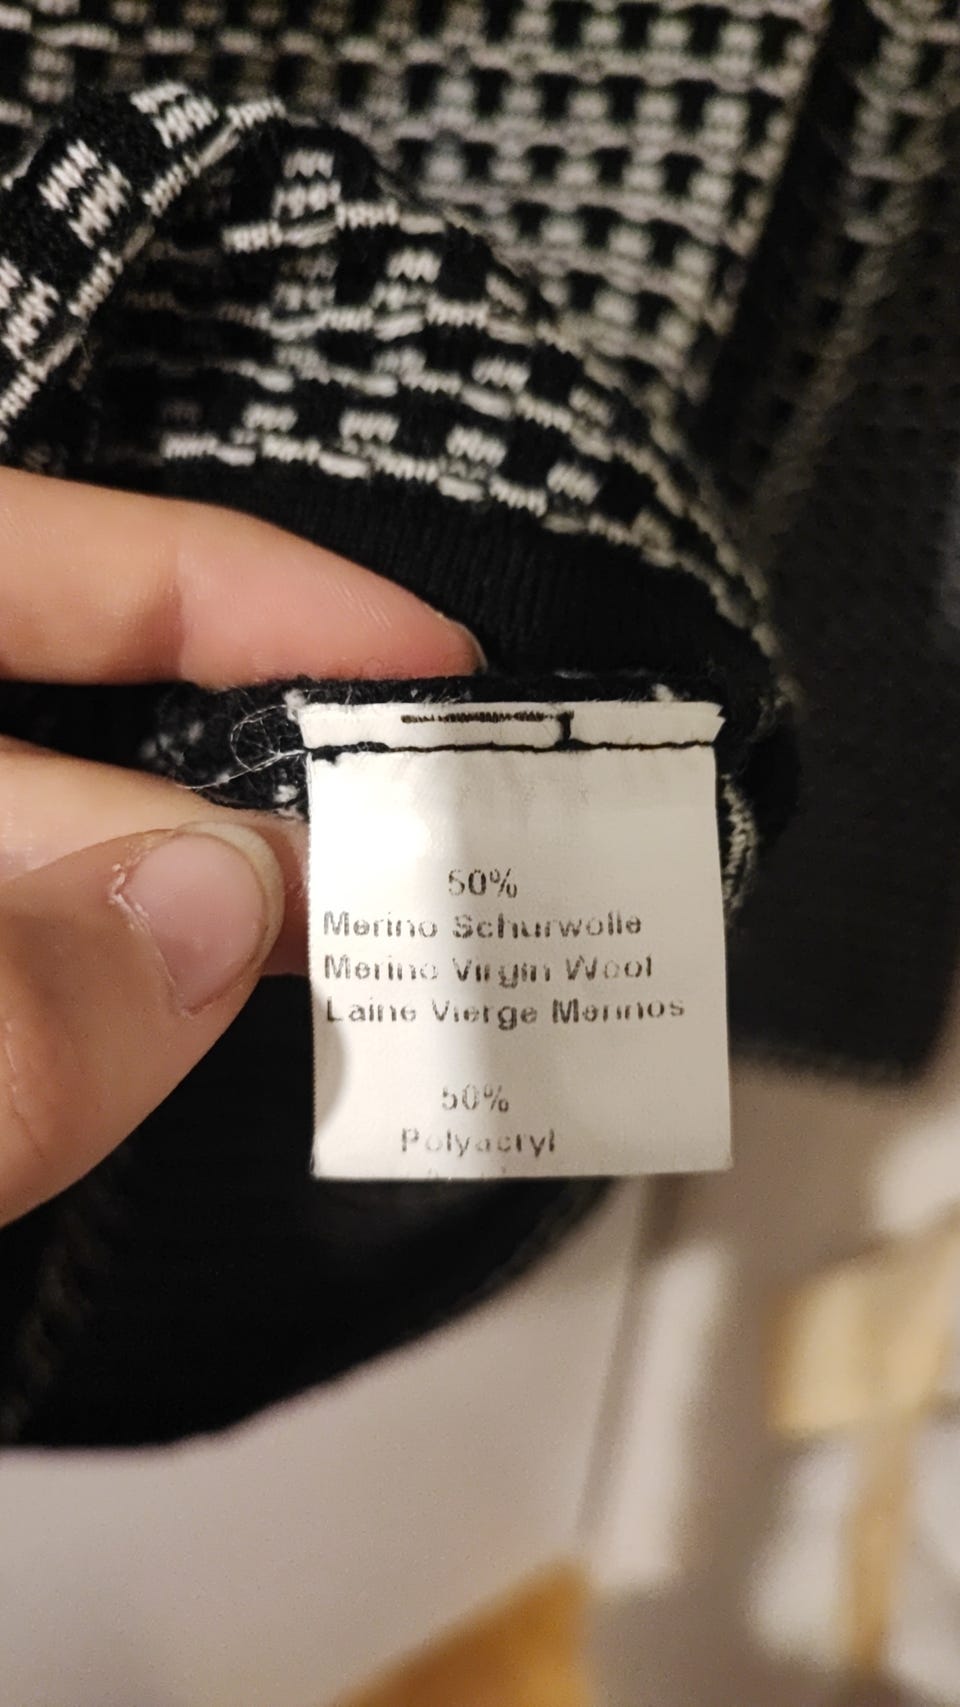 50%
Merino Schurwolle
Merino Virgin Wool
Laine Vierge Merinos
50%
Polyacryl